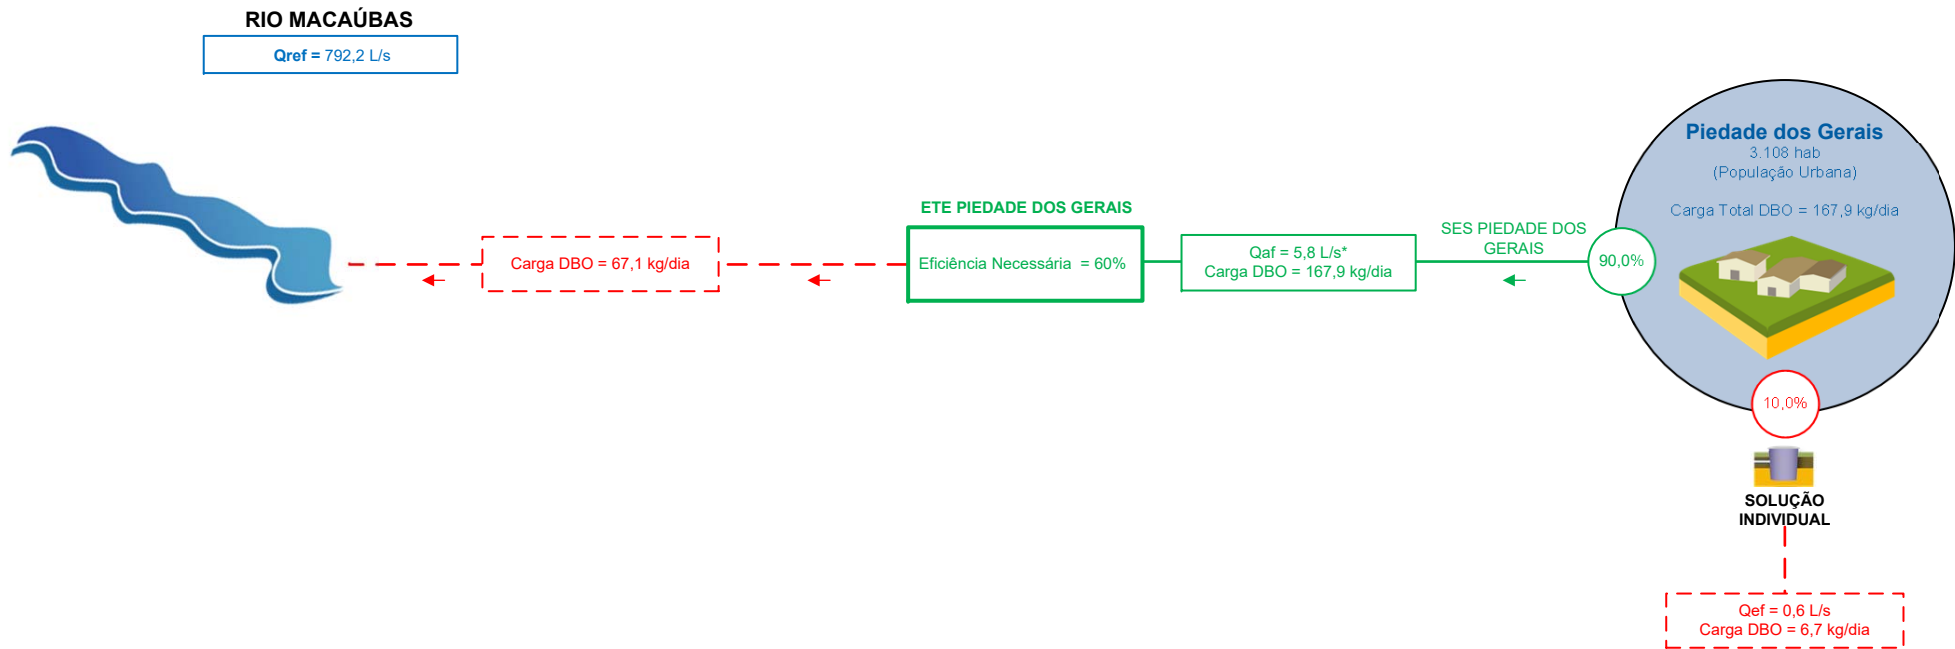 RIO MACAÚBAS
Qref = 792,2 L/s
Piedade dos Gerais
3.108 hab
(População Urbana)
Carga Total DBO = 167,9 kg/dia
ETE PIEDADE DOS GERAIS
Eficiência Necessária = 60%
Carga DBO = 67,1 kg/dia
Qaf = 5,8 L/s*
Carga DBO = 167,9 kg/dia
SES PIEDADE DOS
GERAIS
90,0%
10,0%
SOLUÇÃO
INDIVIDUAL
Qef = 0,6 L/s
Carga DBO = 6,7 kg/dia